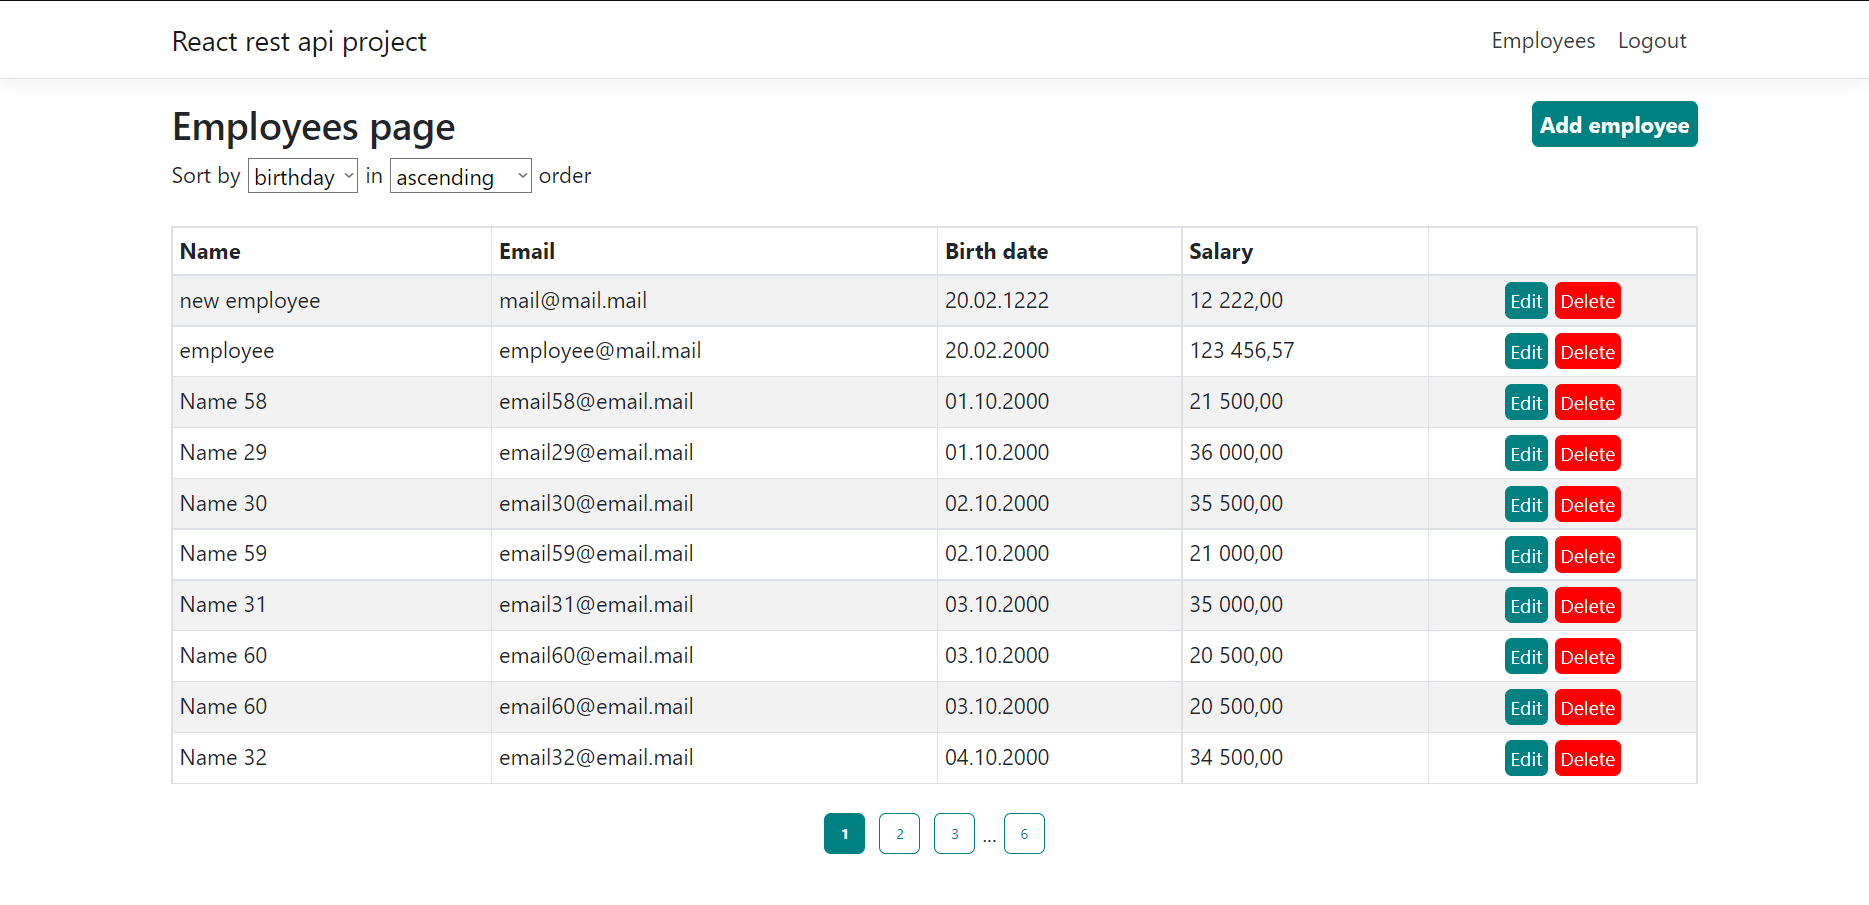 React rest api project Employees Logout
Employees page Add employee
Sort by birthday in ascending order
Name Email Birth date Salary
new employee mail@mail.mail 20.02.1222 12 222,00 Edit Delete
employee employee@mail.mail 20.02.2000 123 456,57 Edit Delete
Name 58 email58@email.mail 01.10.2000 21 500,00 Edit Delete
Name 29 email29@email.mail 01.10.2000 36 000,00 Edit Delete
Name 30 email30@email.mail 02.10.2000 35 500,00 Edit Delete
Name 59 email59@email.mail 02.10.2000 21 000,00 Edit Delete
Name 31 email31@email.mail 03.10.2000 35 000,00 Edit Delete
Name 60 email60@email.mail 03.10.2000 20 500,00 Edit Delete
Name 60 email60@email.mail 03.10.2000 20 500,00 Edit Delete
Name 32 email32@email.mail 04.10.2000 34 500,00 Edit Delete
1 2 3 ... 6